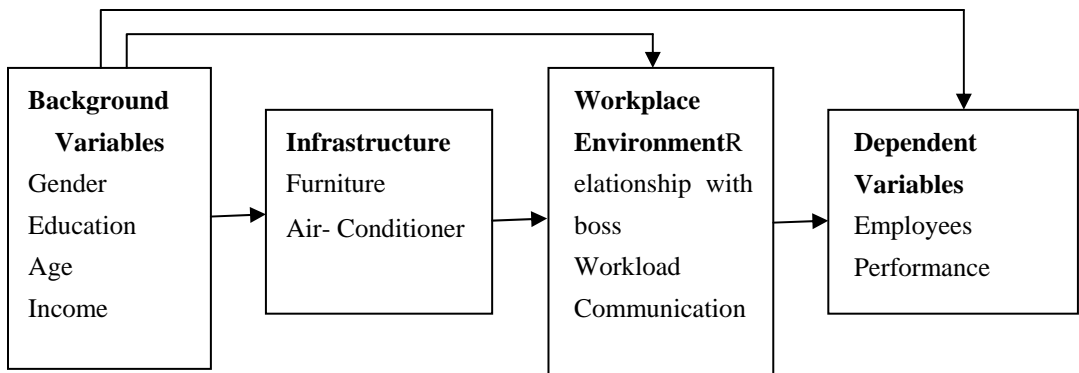 Background
Variables
Gender
Education
Age
Income
Infrastructure
Furniture
Air- Conditioner
Workplace
EnvironmentR
elationship with
boss
Workload
Communication
Dependent
Variables
Employees
Performance